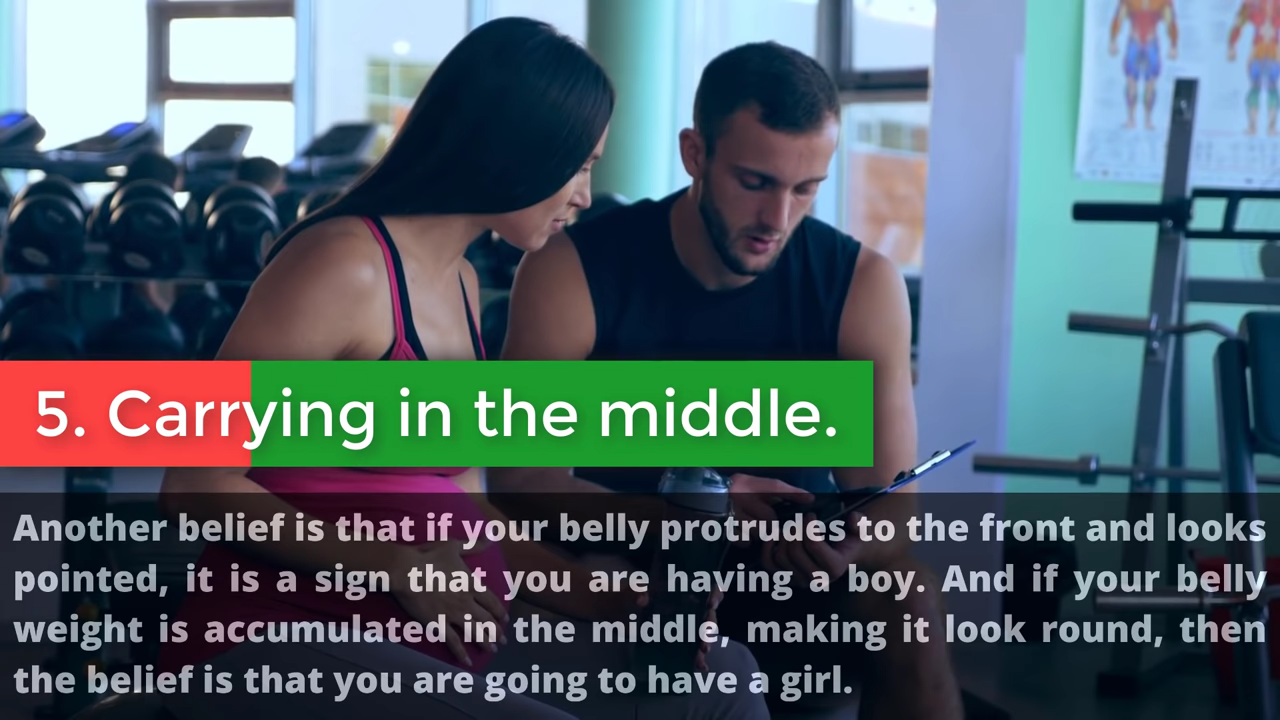 5. Carrying in the middle.
Another belief is that if your belly protrudes to the front and looks
pointed, it is a sign that you are having a boy. And if your belly
weight is accumulated in the middle, making it look round, then
the belief is that you are going to have a girl.